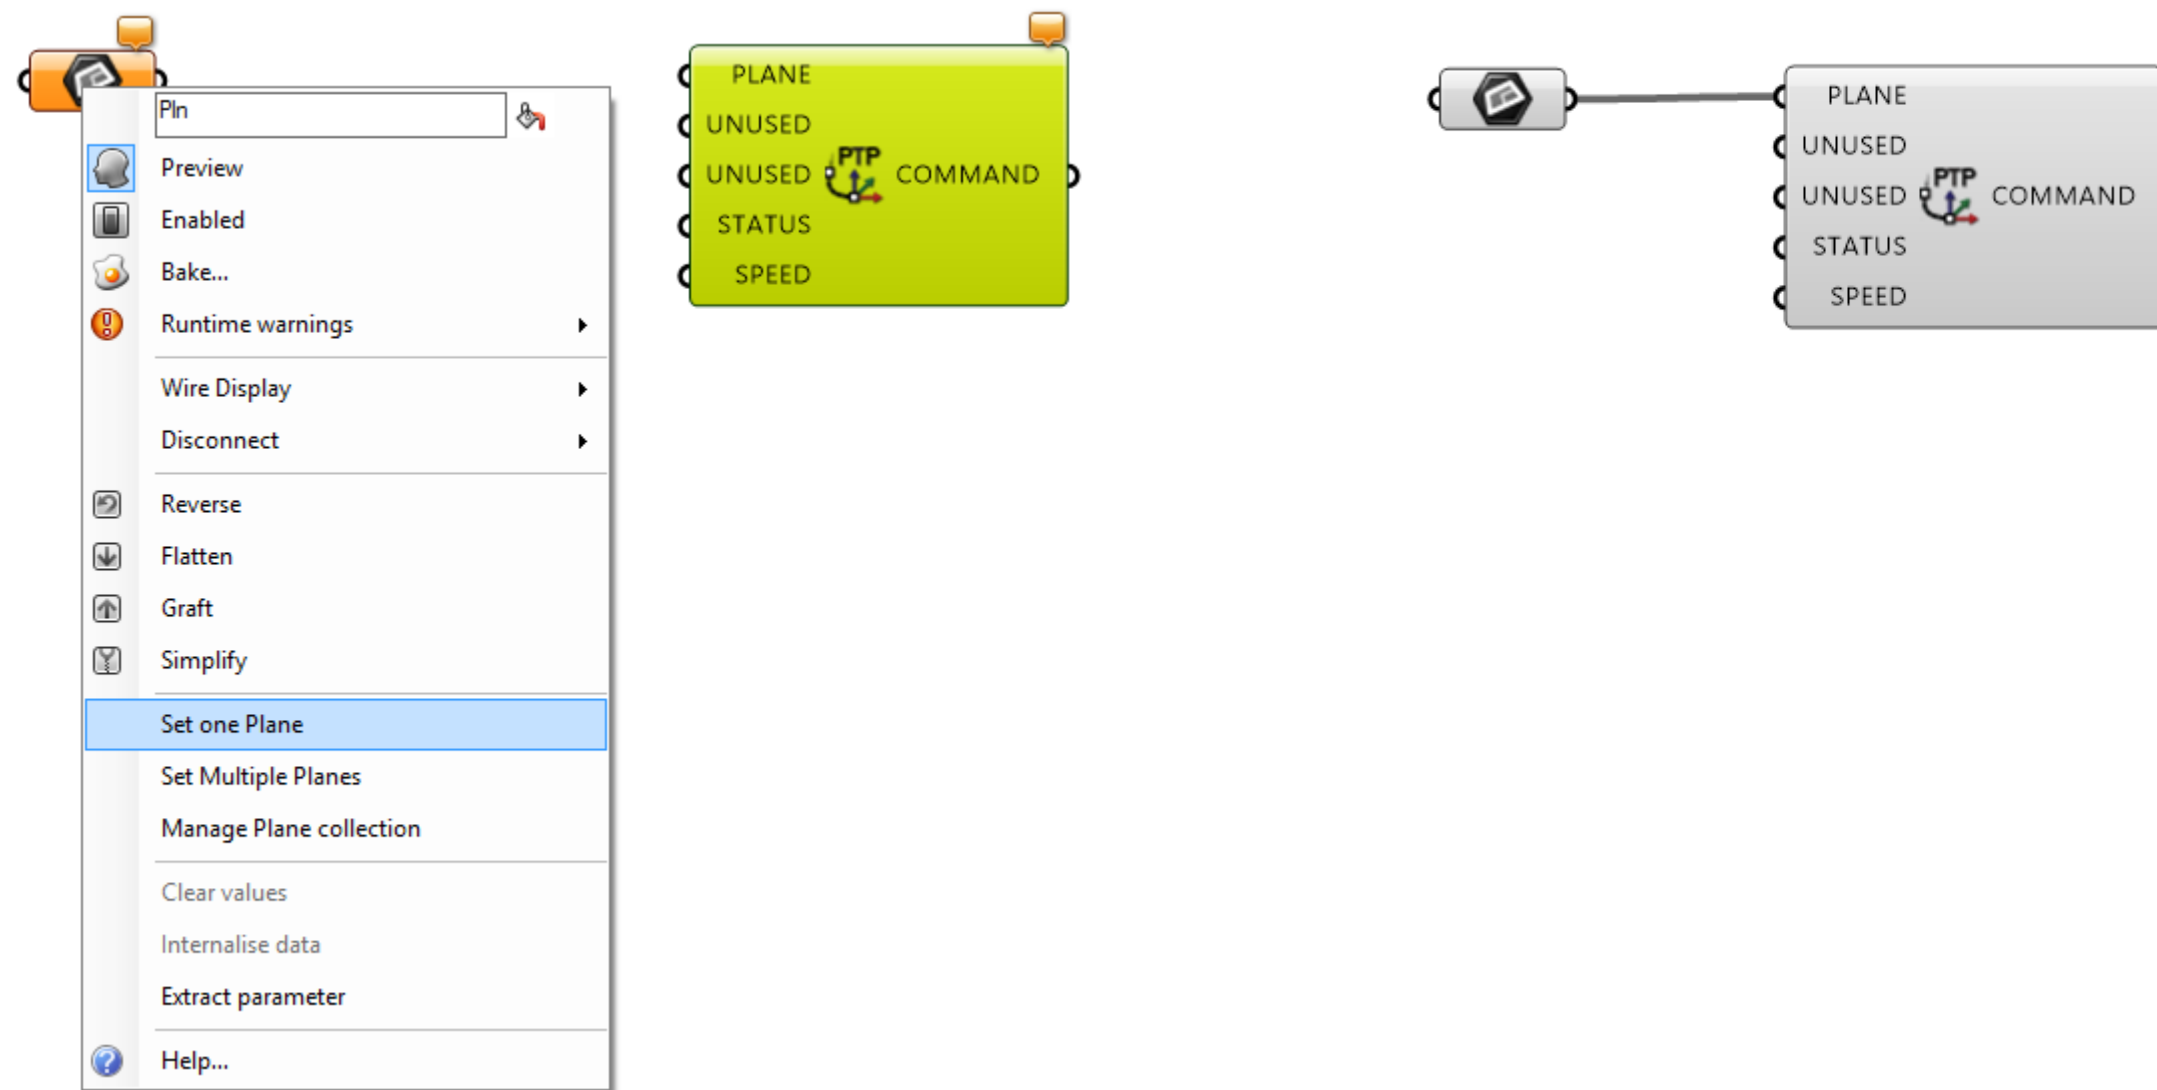 Pln
Preview
Enabled
Bake...
Runtime warnings
Wire Display
Disconnect
Reverse
Flatten
Graft
Simplify
Set one Plane
Set Multiple Planes
Manage Plane collection
Clear values
Internalise data
Extract parameter
Help...
PLANE
UNUSED
UNUSED PTP COMMAND
STATUS
SPEED
PLANE
UNUSED
UNUSED PTP COMMAND
STATUS
SPEED